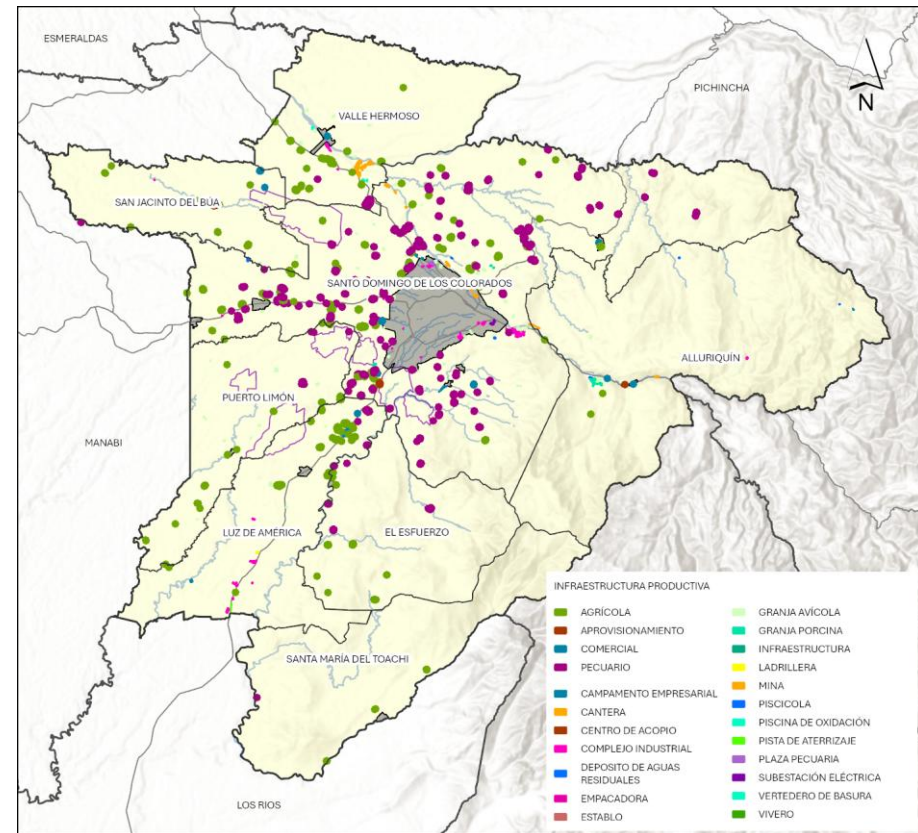 ESMERALDAS
PICHINCHA
N
VALLE HERMOSO
SAN JACINTO DEL BÚA
SANTO DOMINGO DE LOS COLORADOS
ALLURIQUÍN
PUERTO LIMÓN
MANABI
LUZ DE AMÉRICA
EL ESFUERZO
SANTA MARÍA DEL TOACHI
LOS RIOS
INFRAESTRUCTURA PRODUCTIVA
AGRÍCOLA
APROVISIONAMIENTO
COMERCIAL
PECUARIO
CAMPAMENTO EMPRESARIAL
CANTERA
CENTRO DE ACOPIO
COMPLEJO INDUSTRIAL
DEPOSITO DE AGUAS
RESIDUALES
EMPACADORA
ESTABLO
GRANJA AVÍCOLA
GRANJA PORCINA
INFRAESTRUCTURA
LADRILLERA
MINA
PISCICOLA
PISCINA DE OXIDACIÓN
PISTA DE ATERRIZAJE
PLAZA PECUARIA
SUBESTACIÓN ELÉCTRICA
VERTEDERO DE BASURA
VIVERO